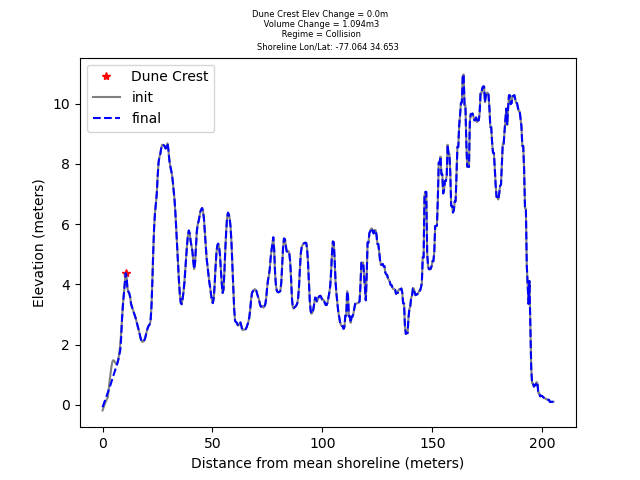 Dune Crest Elev Change = 0.0m
Volume Change = 1.094m3
Regime = Collision
Shoreline Lon/Lat: -77.064 34.653
Dune Crest
init
final
Elevation (meters)
10
8
6
4
2
0
0 50 100 150 200
Distance from mean shoreline (meters)